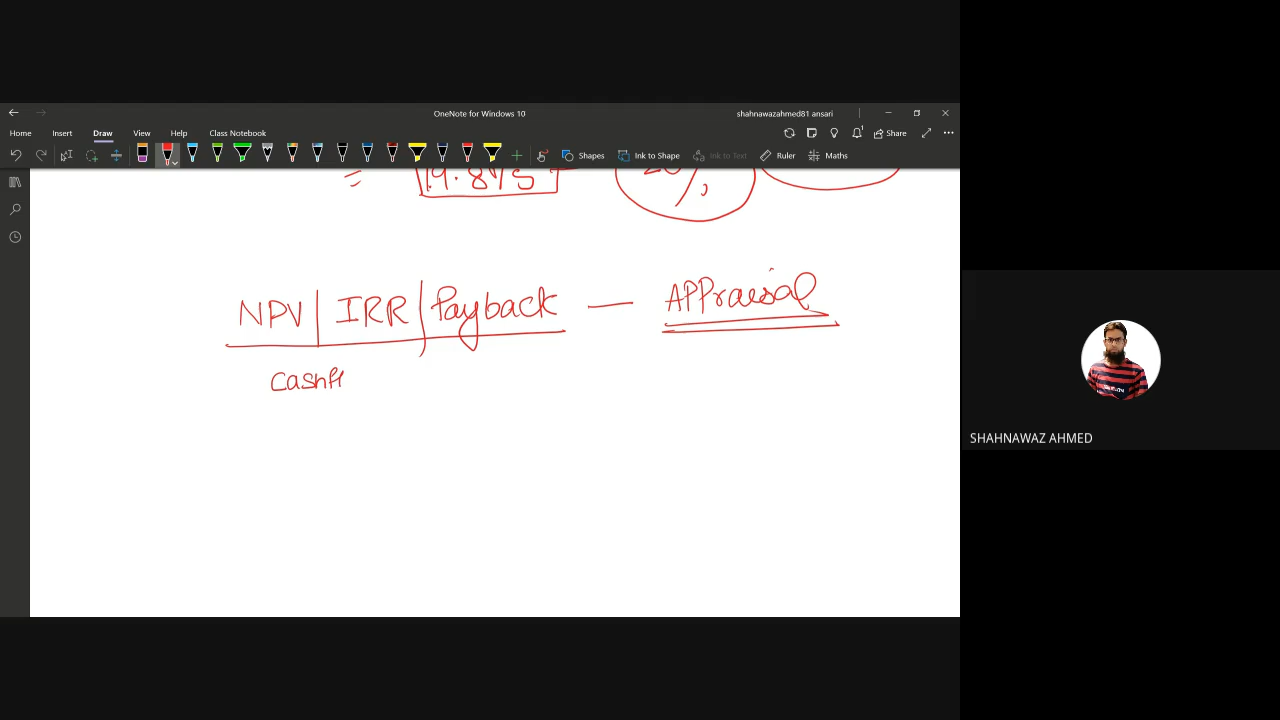 OneNote for Windows 10
shahnawazahmed81 ansari
Home Insert Draw View Help Class Notebook
Share
Shapes Ink to Shape Ink to Text Ruler Maths
=
NPV | IRR | Payback — Appraisal
Cashfl
SHAHNAWAZ AHMED